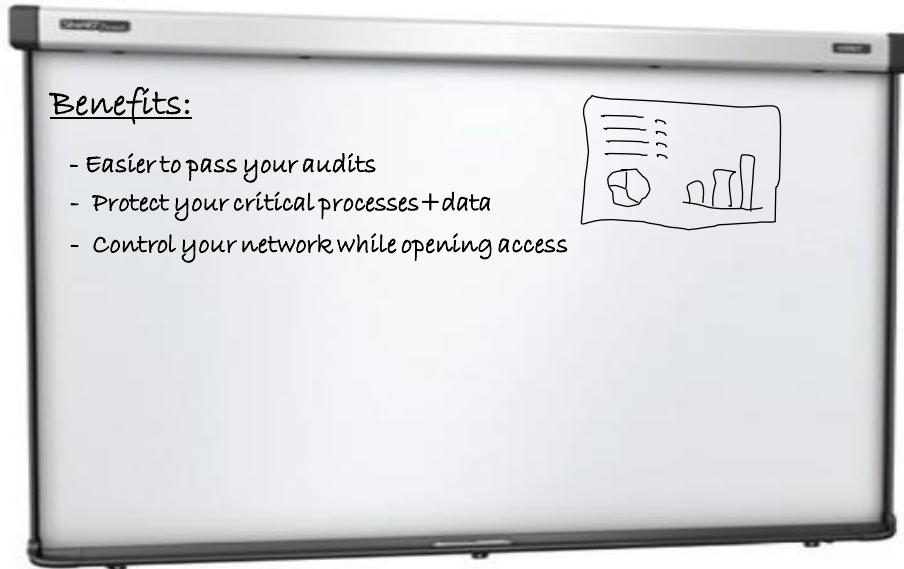 Benefits:
- Easier to pass your audits
- Protect your critical processes+data
- Control your network while opening access